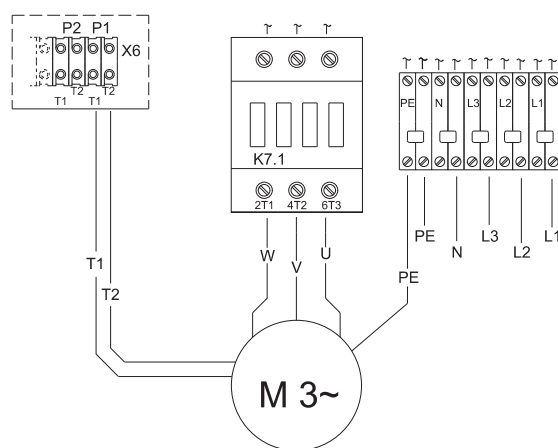 P2 P1
X6
T2 T2
T1 T1
K7.1
2T1 4T2 6T3
PE N L3 L2 L1
W V U
PE N L3 L2 L1
PE
T1
T2
M 3~